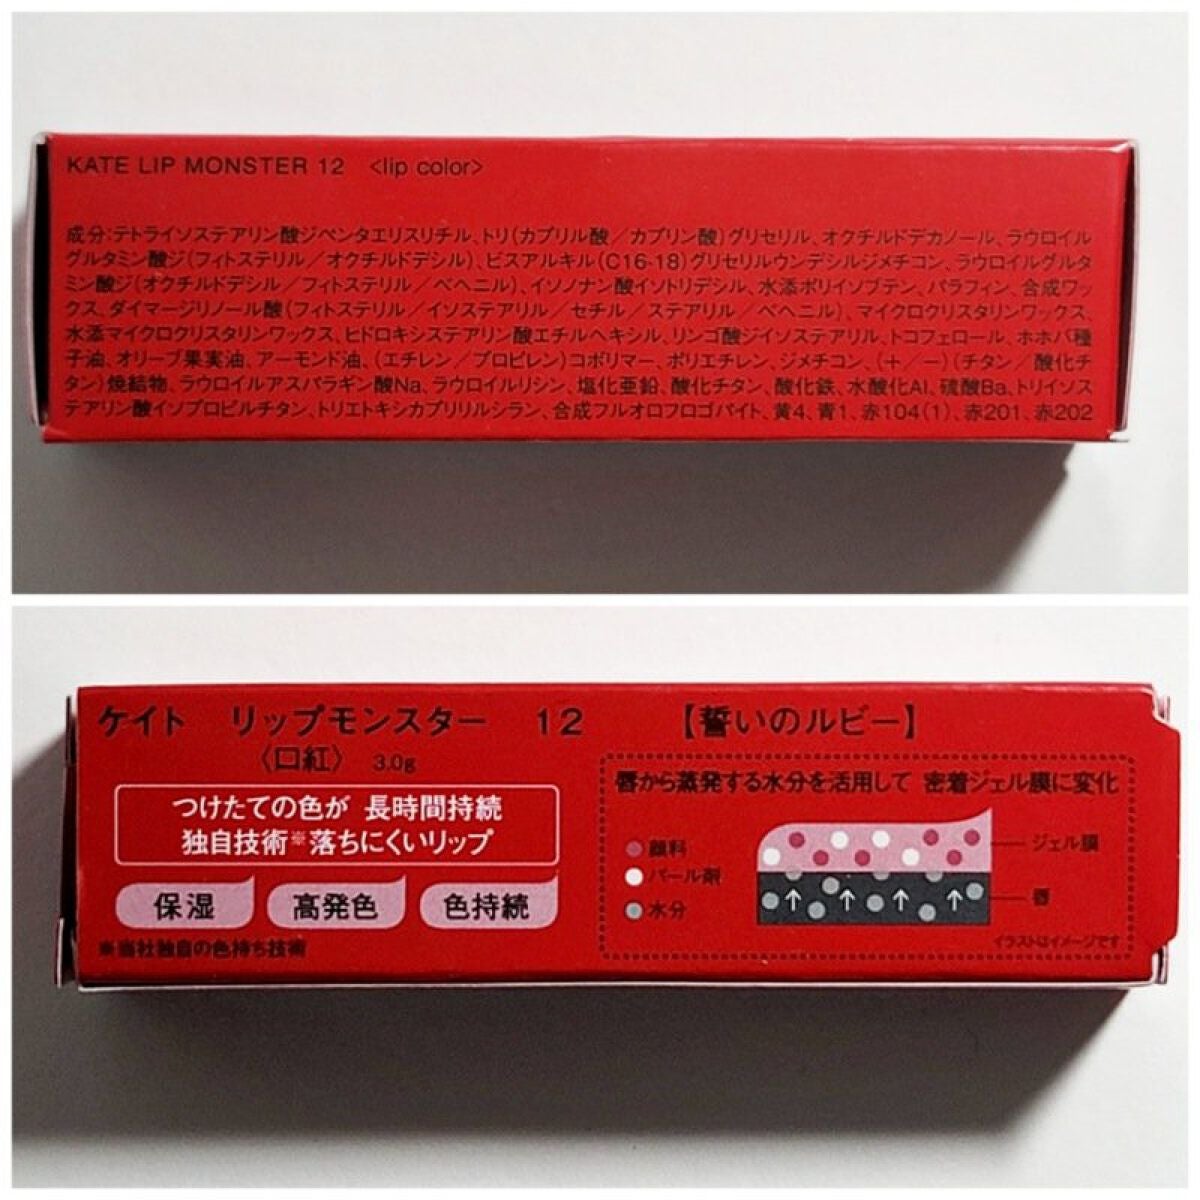 KATE LIP MONSTER 12 <lip color>
成分:テトライソステアリン酸ジペンタエリスリチル、トリ(カプリル酸/カプリン酸)グリセリル、オクチルドデカノール、ラウロイル
グルタミン酸ジ(フィトステリル/オクチルドデシル)、ビスアルキル(C16-18)グリセリルウンデシルジメチコン、ラウロイルグルタ
ミン酸ジ(オクチルドデシル/フィトステリル/ベヘニル)、イソノナン酸イソトリデシル、水添ポリイソブテン、パラフィン、合成ワッ
クス、ダイマージリノール酸(フィトステリル/イソステアリル/セチル/ステアリル/ベヘニル)、マイクロクリスタリンワックス、
水添マイクロクリスタリンワックス、ヒドロキシステアリン酸エチルヘキシル、リンゴ酸ジイソステアリル、トコフェロール、ホホバ種
子油、オリーブ果実油、アーモンド油、(エチレン/プロピレン)コポリマー、ポリエチレン、ジメチコン、(+/−)(チタン/酸化チ
タン)焼結物、ラウロイルアスパラギン酸Na、ラウロイルリシン、塩化亜鉛、酸化チタン、酸化鉄、水酸化Al、硫酸Ba、トリイソス
テアリン酸イソプロピルチタン、トリエトキシカプリリルシラン、合成フルオロフロゴパイト、黄4、青1、赤104(1)、赤201、赤202
ケイト リップモンスター 12 【誓いのルビー】
〈口紅〉 3.0g
つけたての色が 長時間持続
独自技術※落ちにくいリップ
保湿 高発色 色持続
※当社独自の色持ち技術
唇から蒸発する水分を活用して 密着ジェル膜に変化
顔料
パール剤
水分
ジェル膜
唇
イラストはイメージです